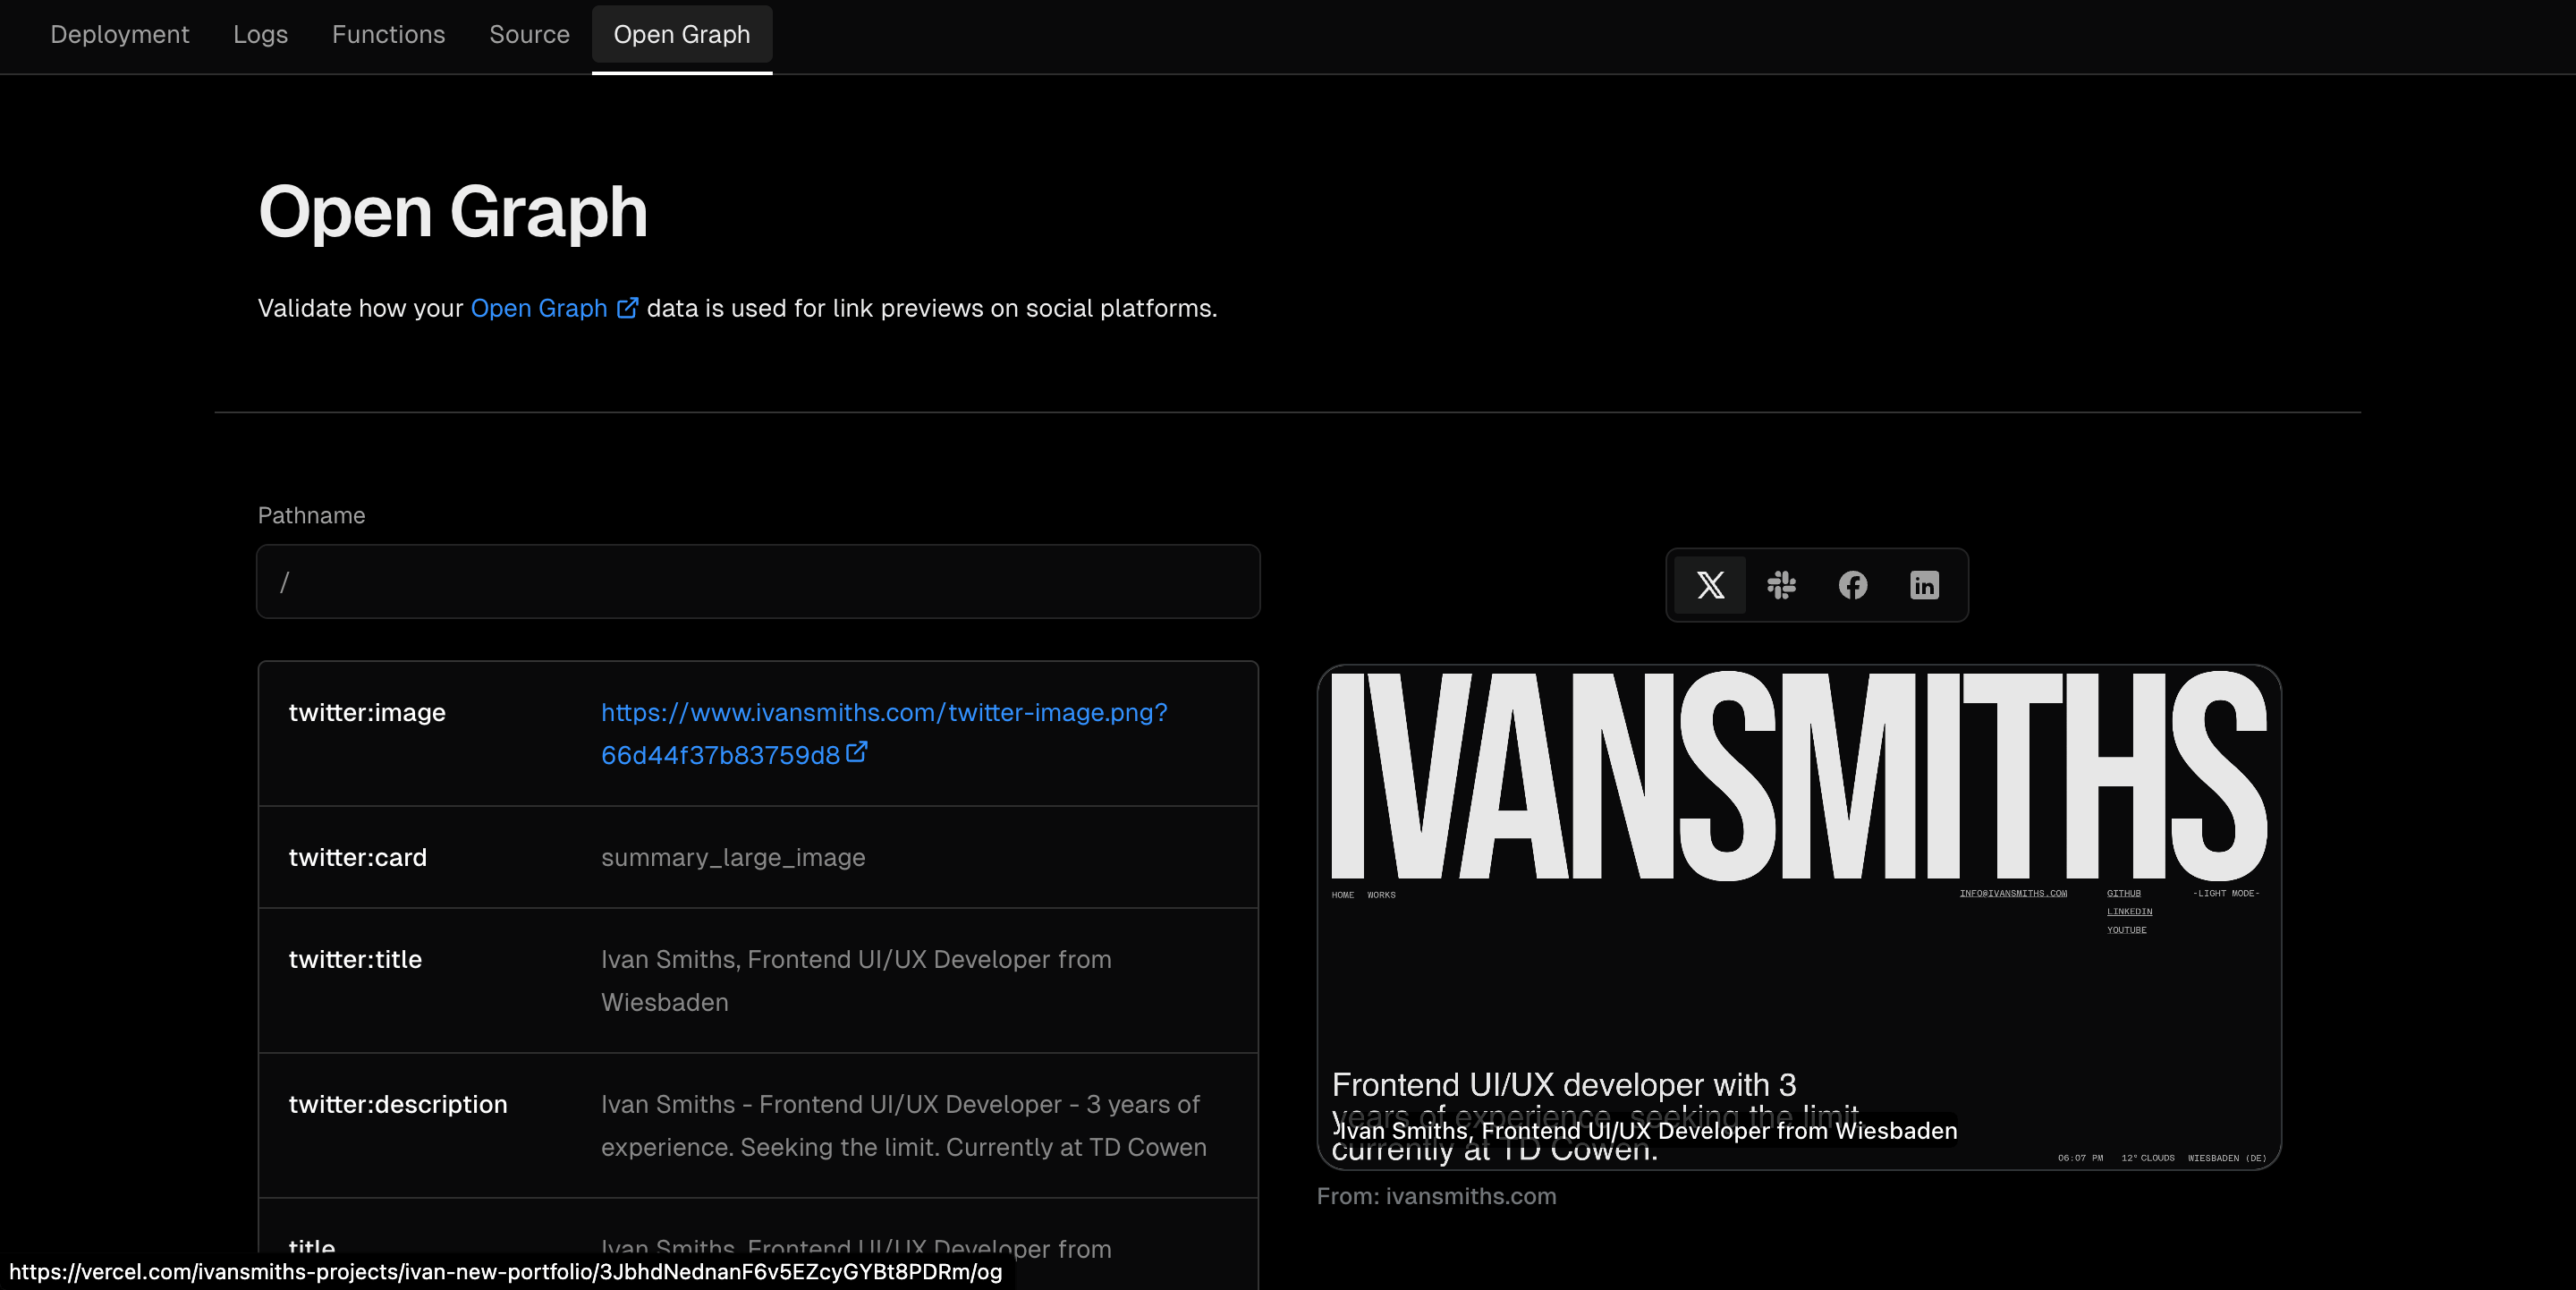 Deployment Logs Functions Source Open Graph
Open Graph
Validate how your Open Graph data is used for link previews on social platforms.
Pathname
/
twitter:image https://www.ivansmiths.com/twitter-image.png?
66d44f37b83759d8
twitter:card summary_large_image
twitter:title Ivan Smiths, Frontend UI/UX Developer from
Wiesbaden
twitter:description Ivan Smiths - Frontend UI/UX Developer - 3 years of
experience. Seeking the limit. Currently at TD Cowen
title Ivan Smiths, Frontend UI/UX Developer from
https://vercel.com/ivansmiths-projects/ivan-new-portfolio/3JbhdNednanF6v5EZcyGYBt8PDRm/og
IVANSMITHS
HOME WORKS INFO@IVANSMITHS.COM GITHUB -LIGHT MODE-
LINKEDIN
YOUTUBE
Frontend UI/UX developer with 3
years of experience, seeking the limit.
Ivan Smiths, Frontend UI/UX Developer from Wiesbaden
currently at TD Cowen.
06:07 PM 12° CLOUDS WIESBADEN (DE)
From: ivansmiths.com